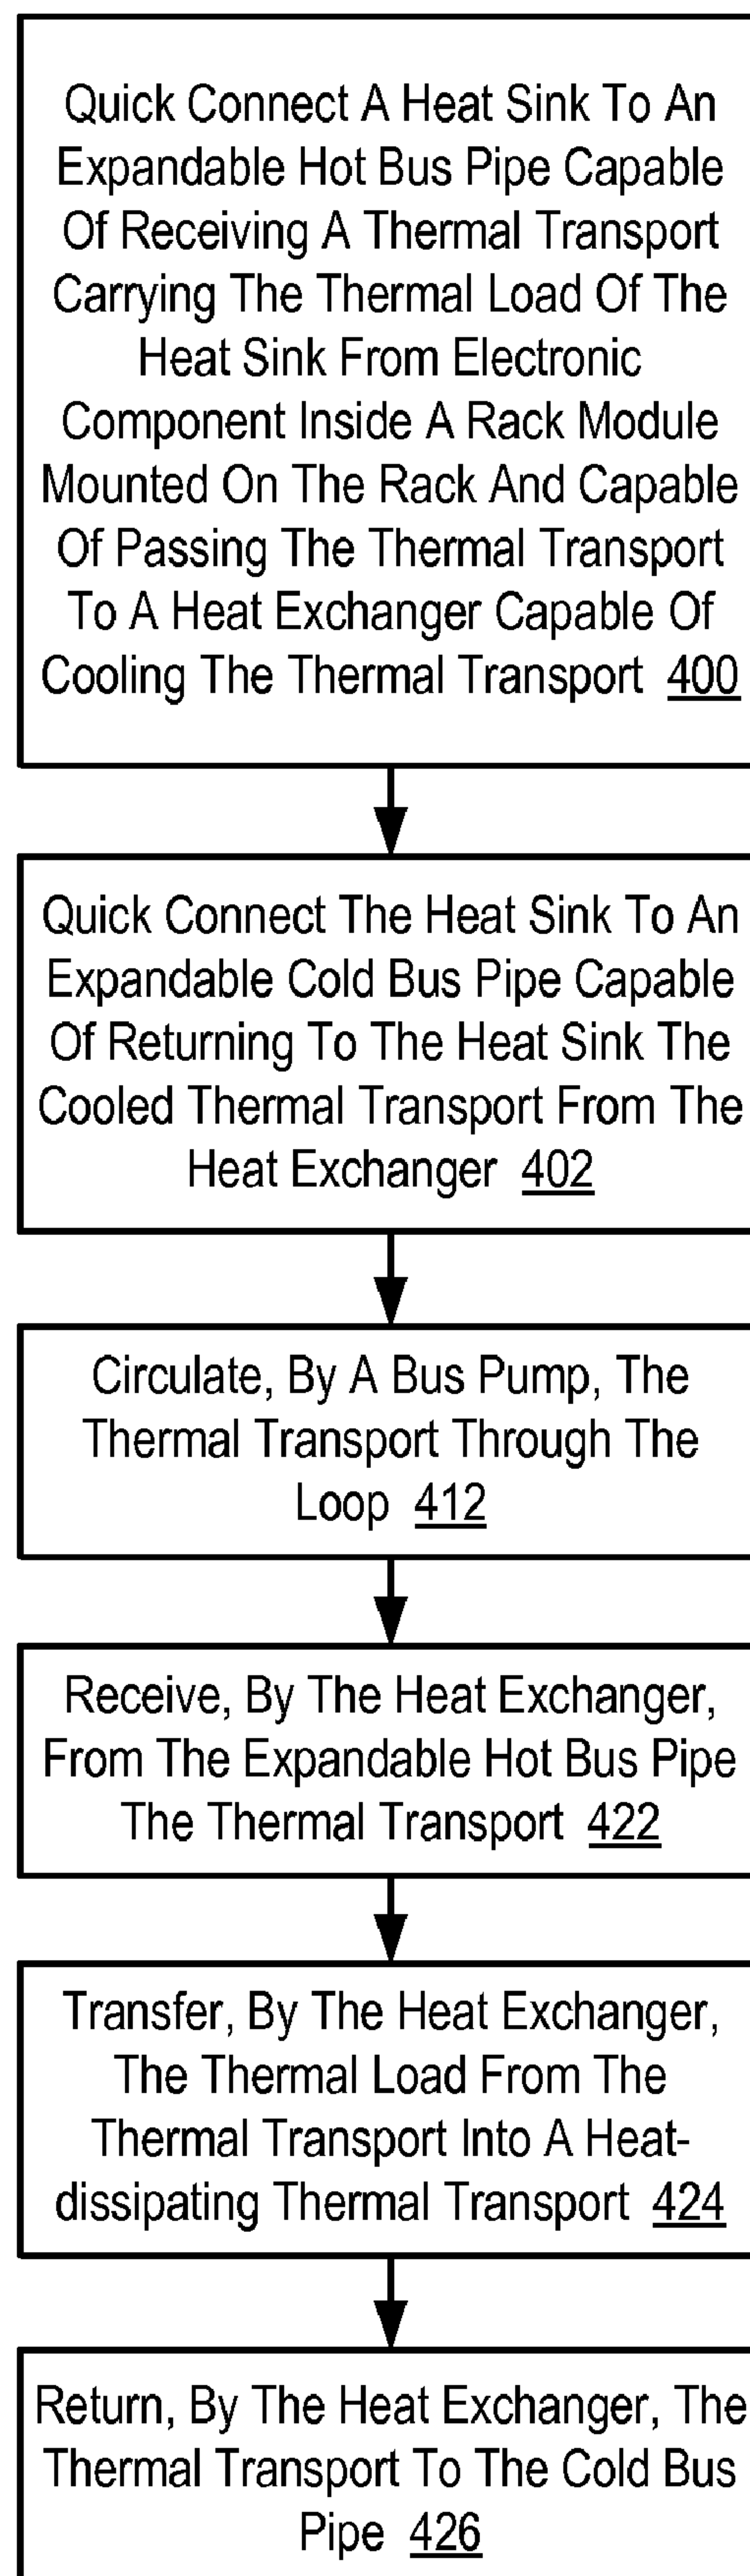 Quick Connect A Heat Sink To An
Expandable Hot Bus Pipe Capable
Of Receiving A Thermal Transport
Carrying The Thermal Load Of The
Heat Sink From Electronic
Component Inside A Rack Module
Mounted On The Rack And Capable
Of Passing The Thermal Transport
To A Heat Exchanger Capable Of
Cooling The Thermal Transport 400
Quick Connect The Heat Sink To An
Expandable Cold Bus Pipe Capable
Of Returning To The Heat Sink The
Cooled Thermal Transport From The
Heat Exchanger 402
Circulate, By A Bus Pump, The
Thermal Transport Through The
Loop 412
Receive, By The Heat Exchanger,
From The Expandable Hot Bus Pipe
The Thermal Transport 422
Transfer, By The Heat Exchanger,
The Thermal Load From The
Thermal Transport Into A Heat-
dissipating Thermal Transport 424
Return, By The Heat Exchanger, The
Thermal Transport To The Cold Bus
Pipe 426